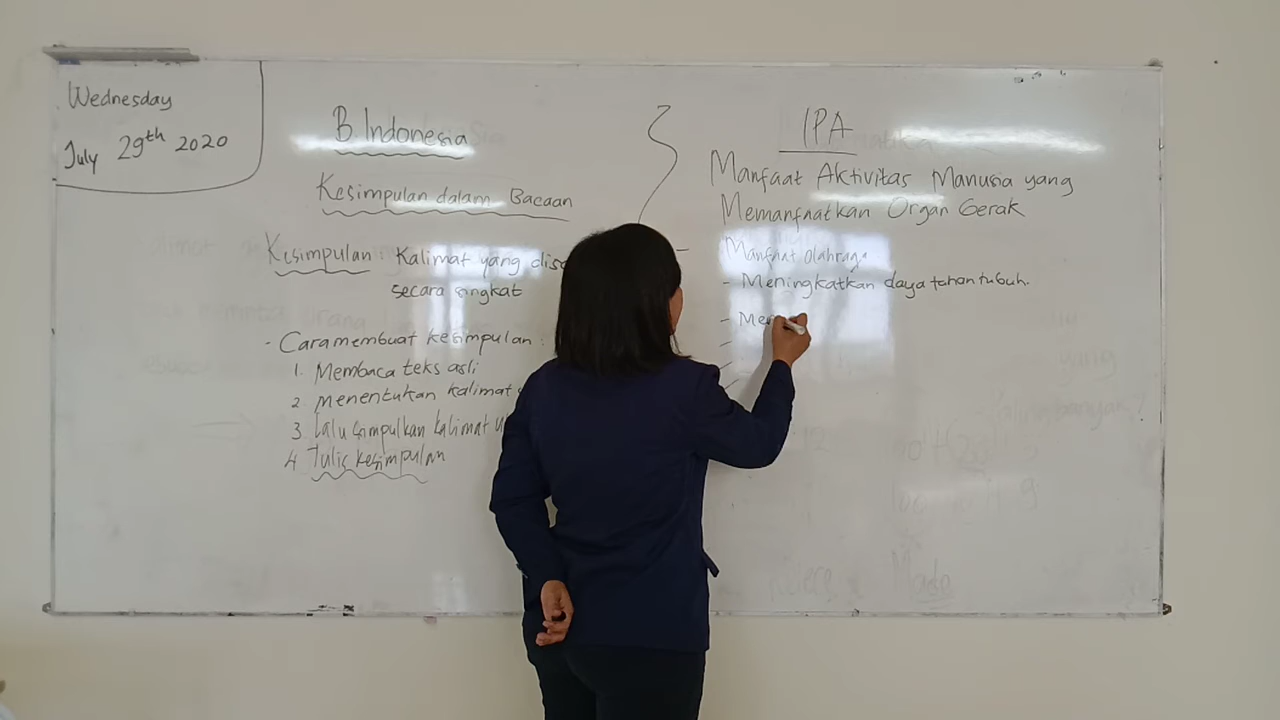 Wednesday
July 29th 2020
B Indonesia
Kesimpulan dalam Bacaan
Kesimpulan : Kalimat yang
secara singkat
- Cara membuat kesimpulan :
1. Membaca teks asli
2. menentukan kalimat
3. Lalu simpulkan kalimat
4. Tulis kesimpulan
IPA
Manfaat Aktivitas Manusia yang
Memanfaatkan Organ Gerak
Manfaat Olahraga
- Meningkatkan daya tahan tubuh.
- Me